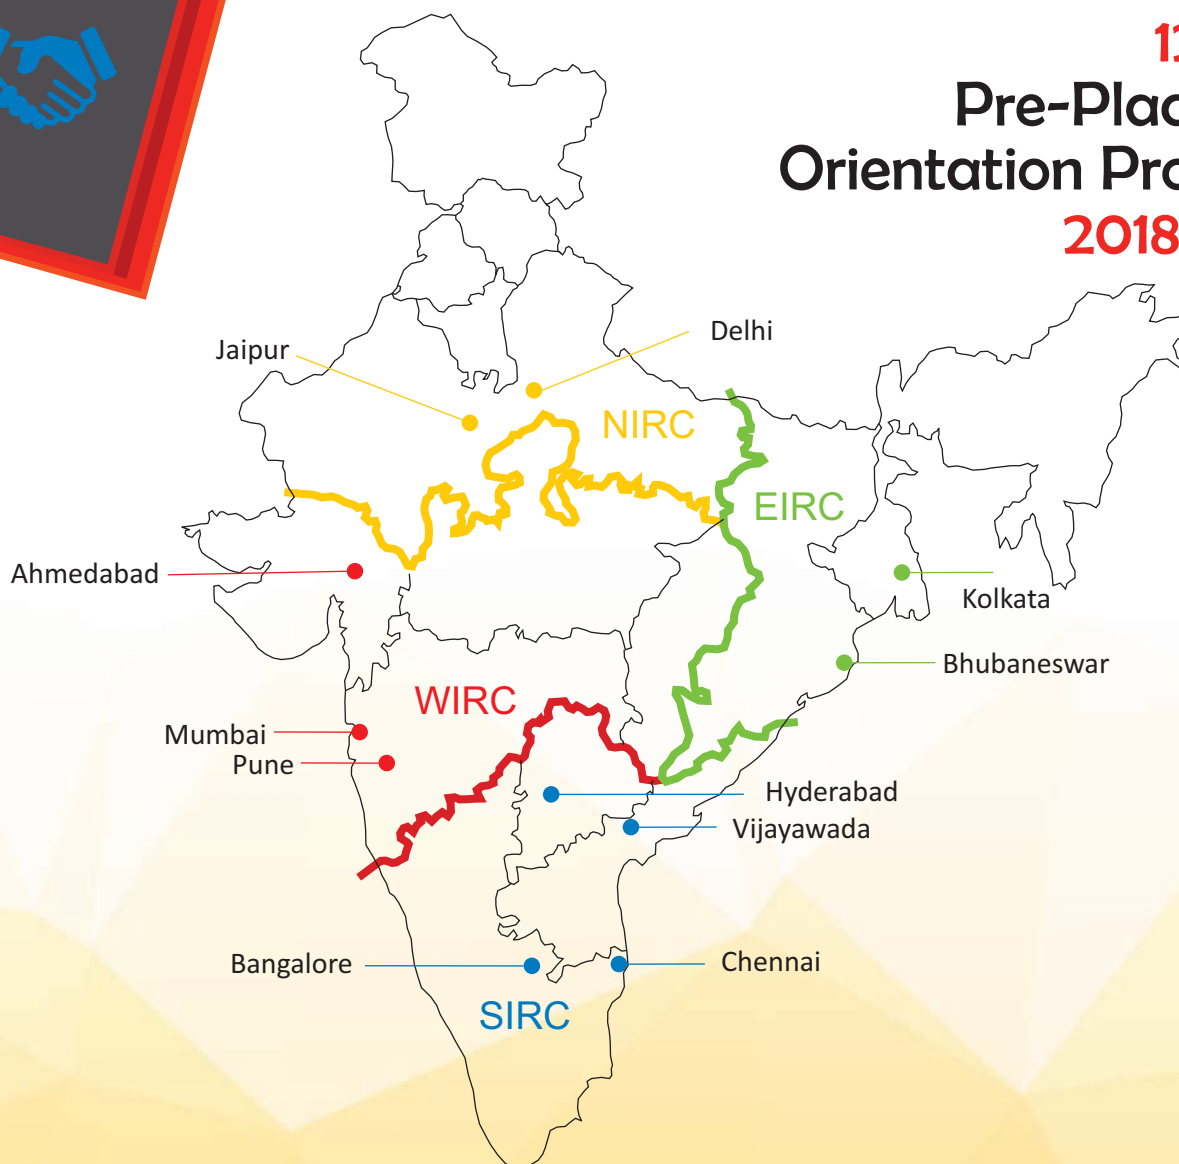 Pre-Plac
Orientation Pro
2018
Delhi
Jaipur
NIRC
EIRC
Ahmedabad
Kolkata
Bhubaneswar
WIRC
Mumbai
Pune
Hyderabad
Vijayawada
Bangalore
Chennai
SIRC